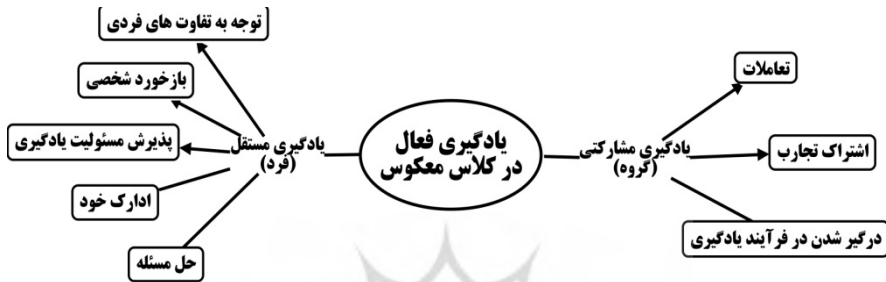 توجه به تفاوت های فردی
بازخورد شخصی
پذیرش مسئولیت یادگیری
ادارک خود
حل مسئله
یادگیری مستقل
(فرد)
یادگیری فعال
در کلاس معکوس
یادگیری مشارکتی
(گروه)
تعاملات
اشتراک تجارب
درگیر شدن در فرآیند یادگیری